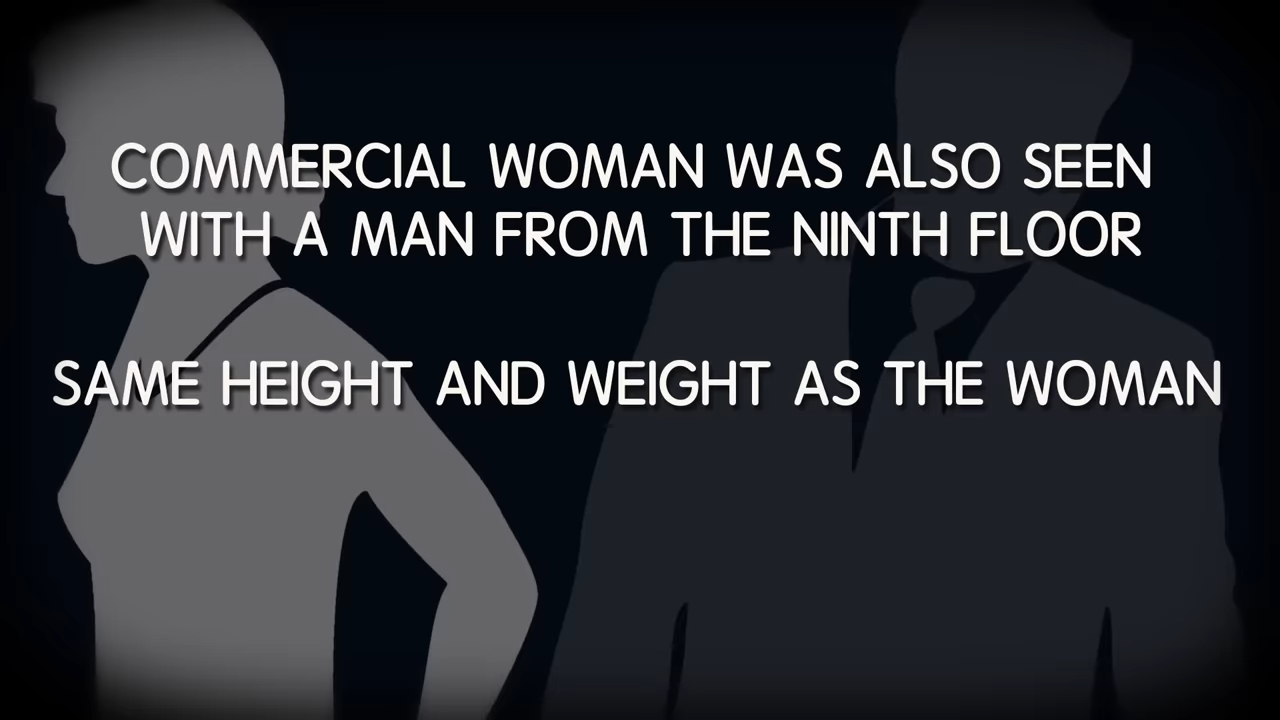 COMMERCIAL WOMAN WAS ALSO SEEN
WITH A MAN FROM THE NINTH FLOOR
SAME HEIGHT AND WEIGHT AS THE WOMAN